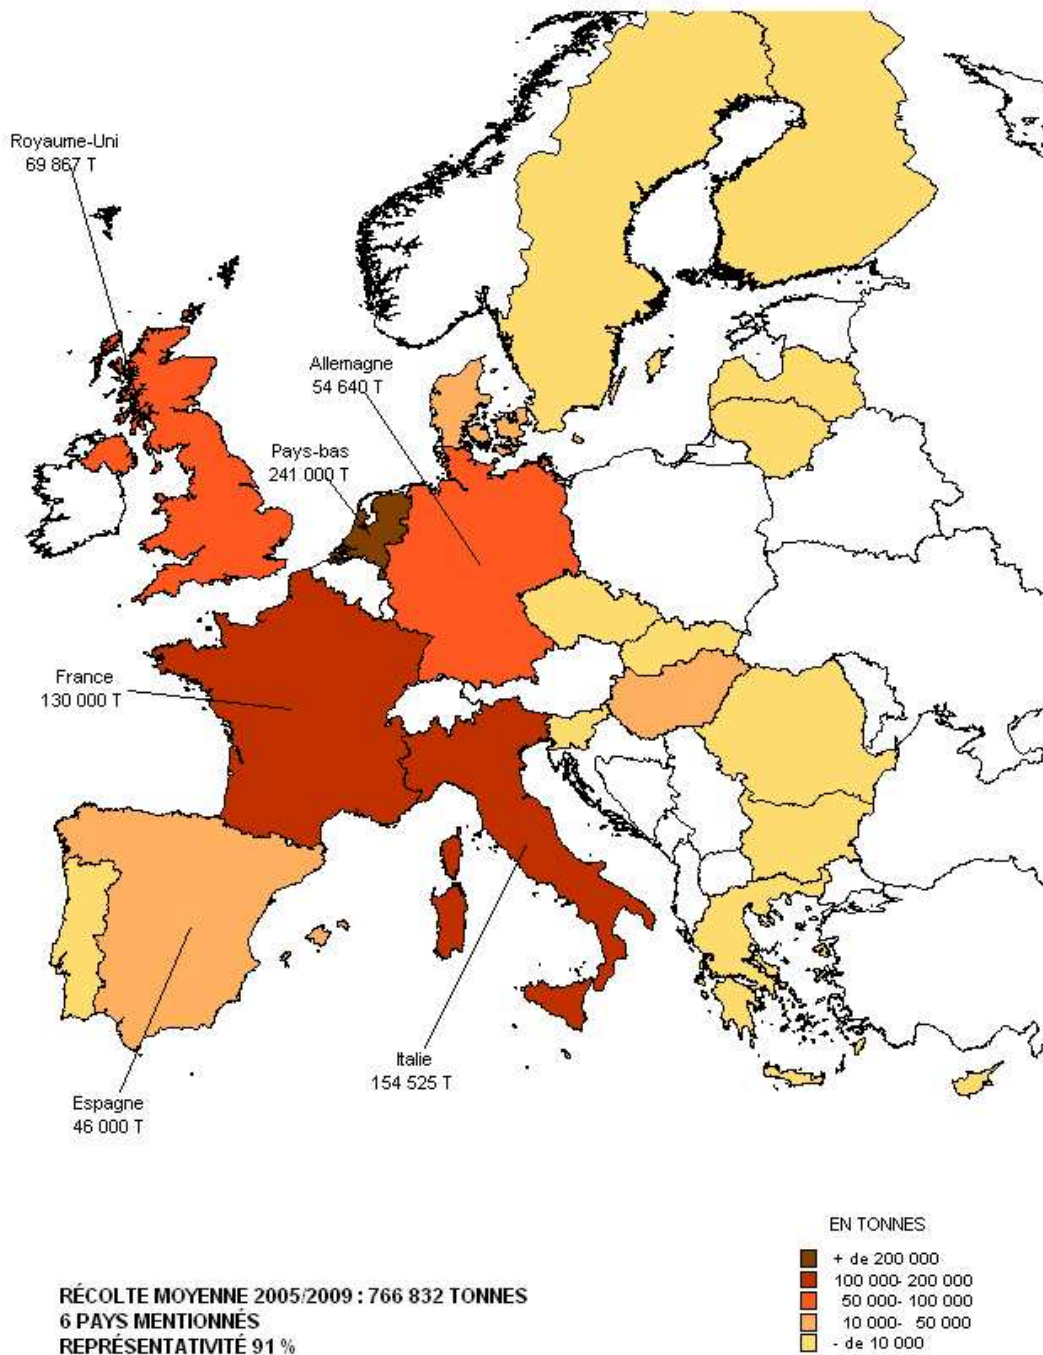 Royaume-Uni
69 867 T
Allemagne
54 640 T
Pays-bas
241 000 T
France
130 000 T
Italie
154 525 T
Espagne
46 000 T
EN TONNES
+ de 200 000
100 000- 200 000
50 000- 100 000
10 000- 50 000
- de 10 000
RÉCOLTE MOYENNE 2005/2009 : 766 832 TONNES
6 PAYS MENTIONNÉS
REPRÉSENTATIVITÉ 91 %